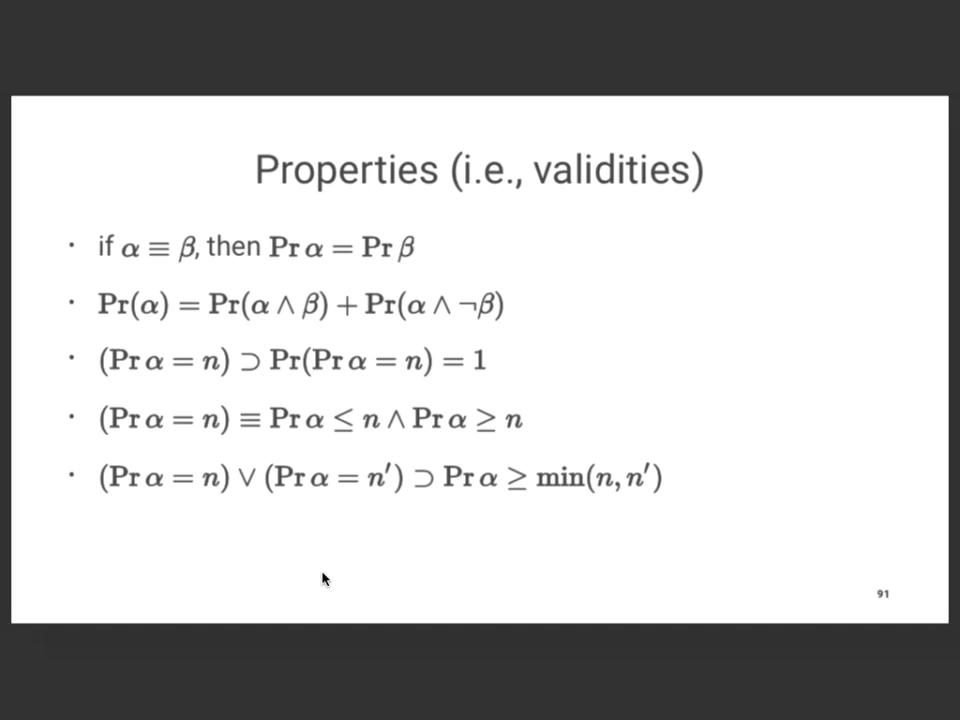 Properties (i.e., validities)
· if α ≡ β, then Pr α = Pr β
· Pr(α) = Pr(α ∧ β) + Pr(α ∧ ¬β)
· (Pr α = n) ⊃ Pr(Pr α = n) = 1
· (Pr α = n) ≡ Pr α ≤ n ∧ Pr α ≥ n
· (Pr α = n) ∨ (Pr α = n′) ⊃ Pr α ≥ min(n, n′)
91